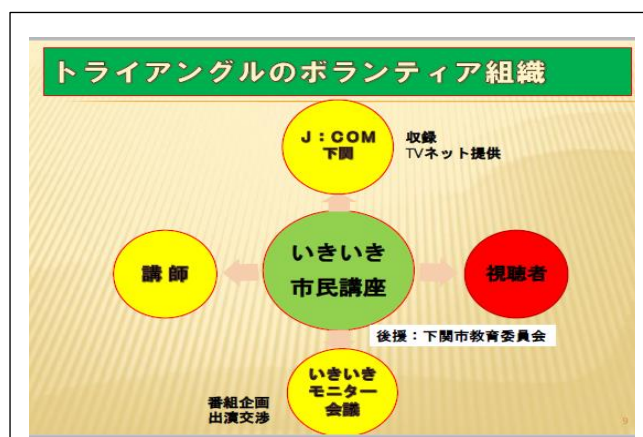 トライアングルのボランティア組織
J：COM
下関
収録
TVネット提供
講師
いきいき
市民講座
視聴者
後援：下関市教育委員会
いきいき
モニター
会議
番組企画
出演交渉
9